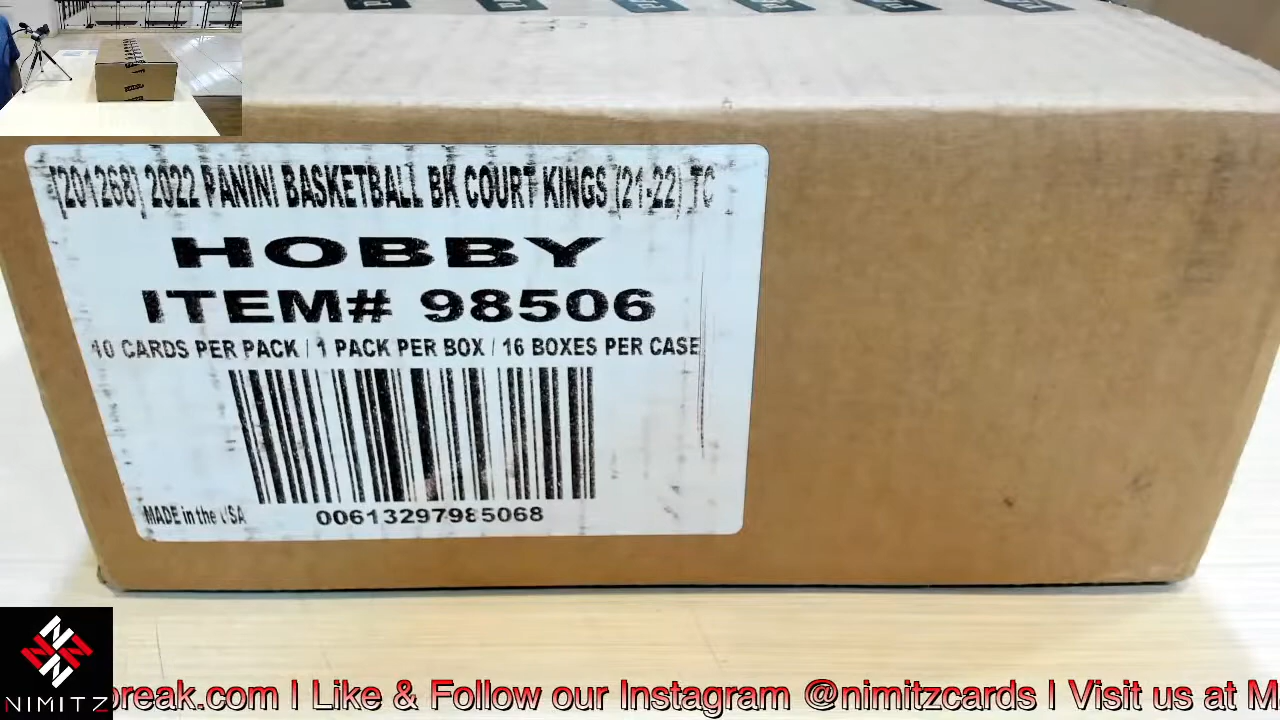 (201268) 2022 PANINI BASKETBALL BK COURT KINGS (21-22) TC
HOBBY
ITEM# 98506
10 CARDS PER PACK / 1 PACK PER BOX / 16 BOXES PER CASE
MADE in the USA
00613297985068
NIMITZ
break.com I Like & Follow our Instagram @nimitzcards I Visit us at M